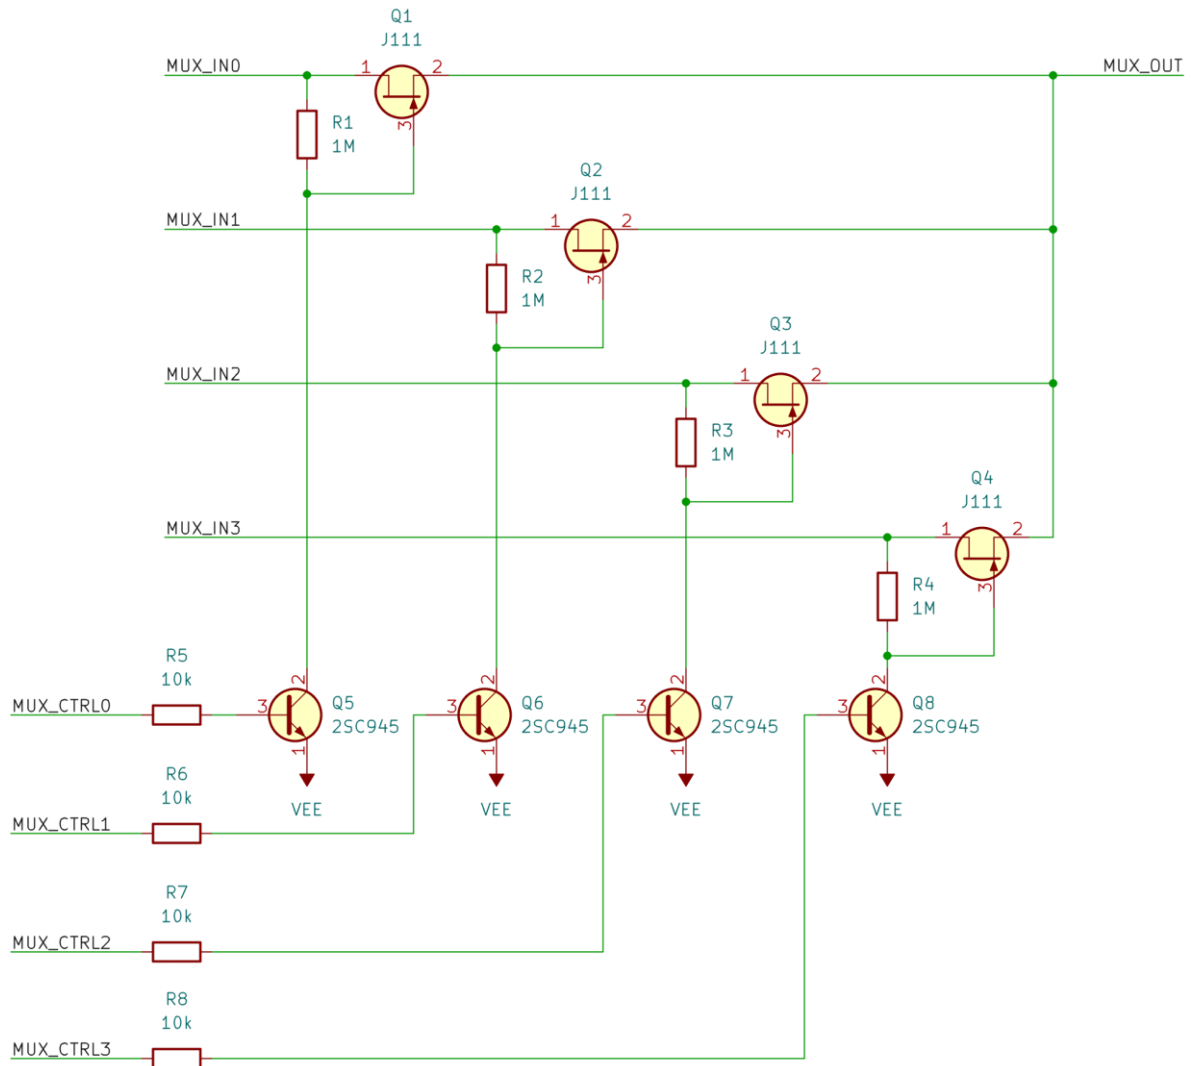 Q1
J111
MUX_IN0
1
2
MUX_OUT
3
R1
1M
Q2
J111
MUX_IN1
1
2
3
R2
1M
Q3
J111
MUX_IN2
1
2
3
R3
1M
Q4
J111
MUX_IN3
1
2
3
R4
1M
R5
10k
MUX_CTRL0
3
2
1
Q5
2SC945
VEE
3
2
1
Q6
2SC945
VEE
3
2
1
Q7
2SC945
VEE
3
2
1
Q8
2SC945
VEE
R6
10k
MUX_CTRL1
R7
10k
MUX_CTRL2
R8
10k
MUX_CTRL3